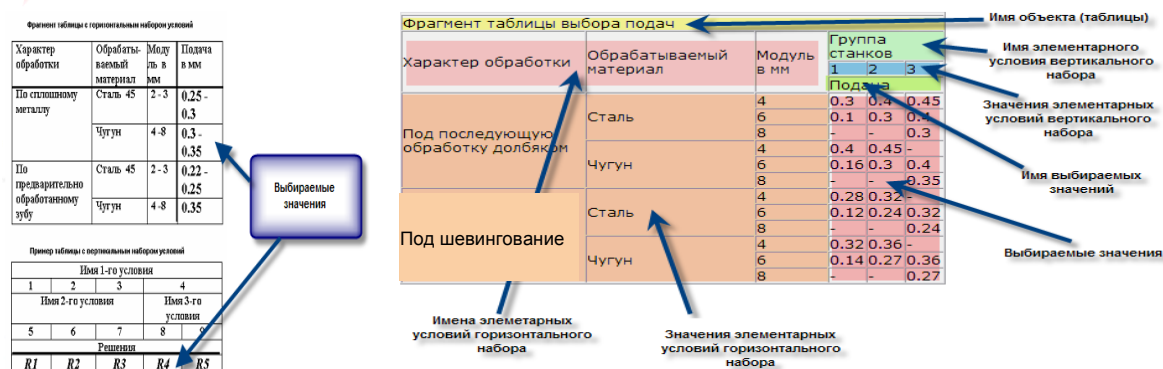 Фрагмент таблицы с горизонтальным набором условий
Характер обработки | Обрабаты-ваемый материал | Моду ль в мм | Подача в мм
По сплошному металлу | Сталь 45 | 2 - 3 | 0,25 - 0.3
Чугун | 4 -8 | 0.3 - 0.35
По предварительно обработанному зубу | Сталь 45 | 2 - 3 | 0.22 - 0.25
Чугун | 4 -8 | 0.35
Выбираемые
значения
Пример таблицы с вертикальным набором условий
Имя 1-го условия
1 2 3 4
Имя 2-го условия | Имя 3-го условия
5 6 7 8 9
Решения
R1 R2 R3 R4 R5
Фрагмент таблицы выбора подач
Характер обработки | Обрабатываемый материал | Модуль в мм | Группа станков
1 2 3
Подача
Под последующую обработку долбяком | Сталь | 4 | 0.3 | 0.4 | 0.45
6 | 0.1 | 0.3 | 0.4
8 | - | - | 0.3
Чугун | 4 | 0.4 | 0.45 | -
6 | 0.16 | 0.3 | 0.4
8 | - | - | 0.35
Под шевингование | Сталь | 4 | 0.28 | 0.32 | -
6 | 0.12 | 0.24 | 0.32
8 | - | - | 0.24
Чугун | 4 | 0.32 | 0.36 | -
6 | 0.14 | 0.27 | 0.36
8 | - | - | 0.27
Имя объекта (таблицы)
Имя элементарного
условия вертикального
набора
Значения элементарных
условий вертикального
набора
Имя выбираемых
значений
Выбираемые значения
Имена элеметарных
условий горизонтального
набора
Значения элементарных
условий горизонтального
набора